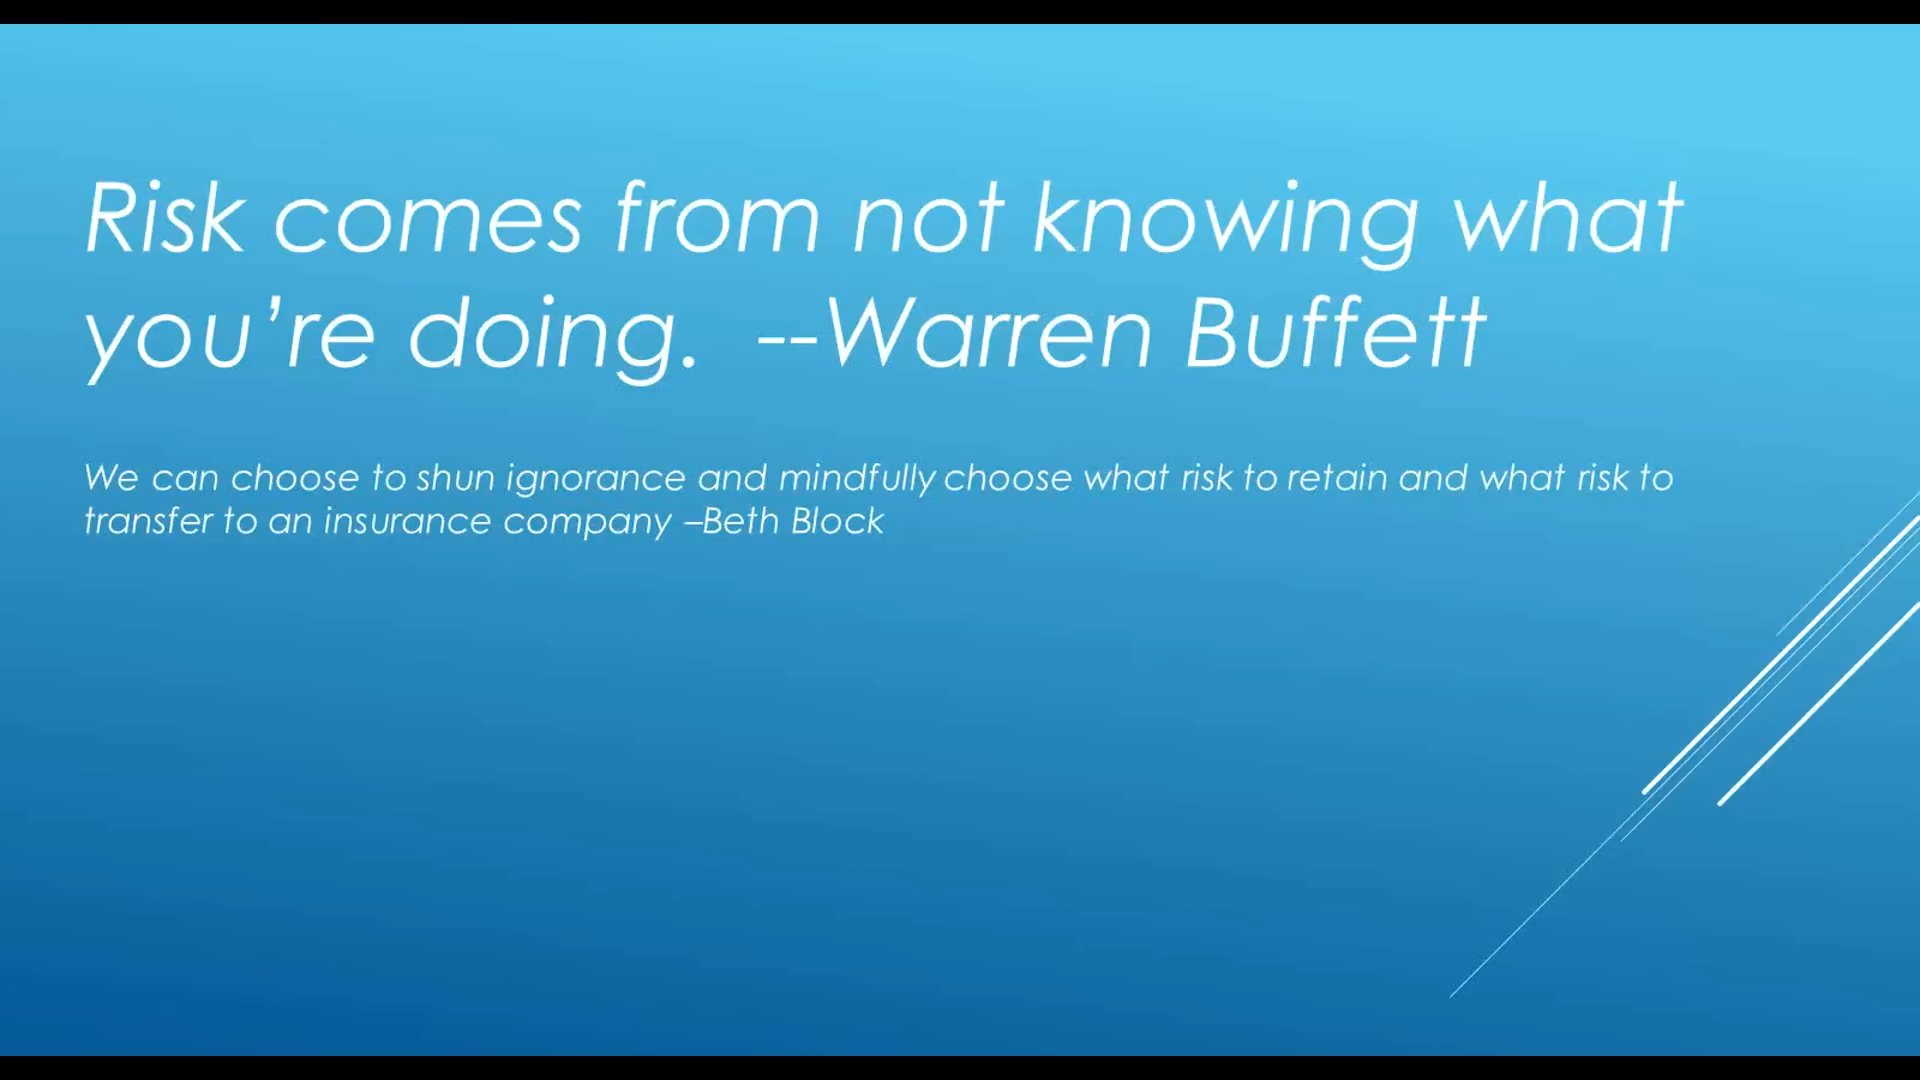 Risk comes from not knowing what
you’re doing.  --Warren Buffett
We can choose to shun ignorance and mindfully choose what risk to retain and what risk to
transfer to an insurance company –Beth Block